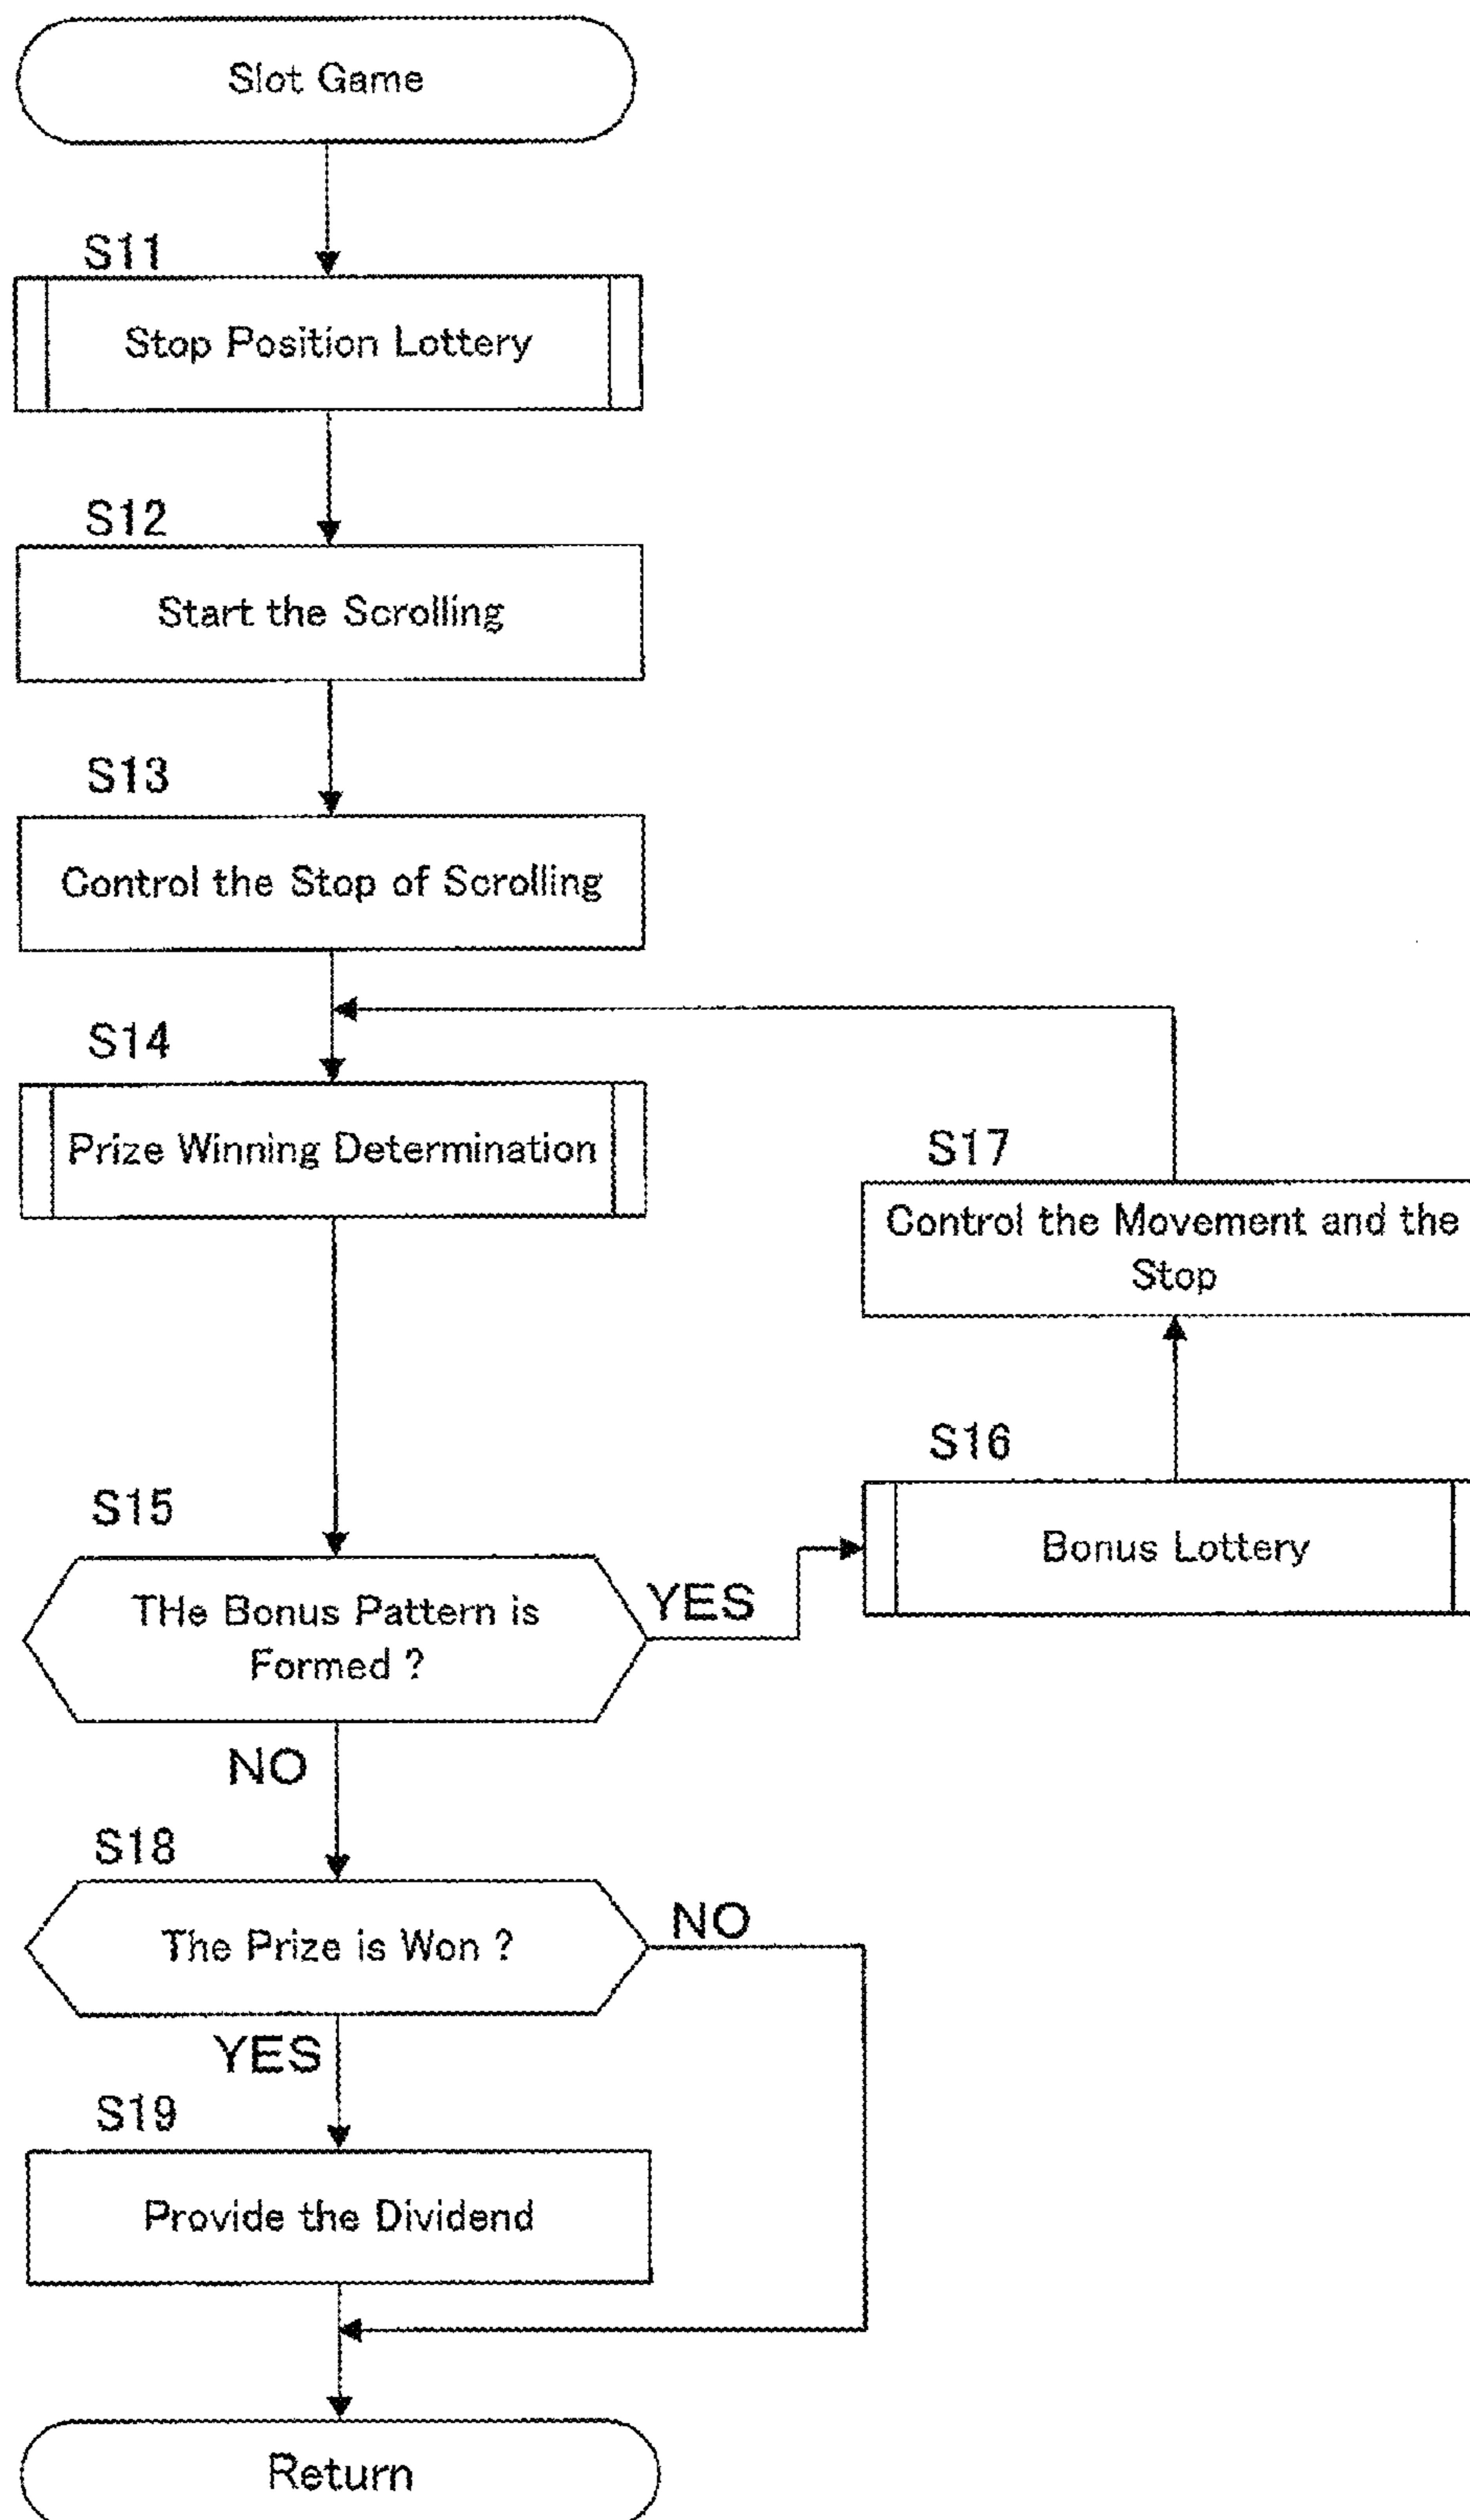 Slot Game
S11
Stop Position Lottery
S12
Start the Scrolling
S13
Control the Stop of Scrolling
S14
Prize Winning Determination
S17
Control the Movement and the
Stop
S16
Bonus Lottery
S15
THe Bonus Pattern is
Formed ?
YES
NO
S18
The Prize is Won ?
NO
YES
S19
Provide the Dividend
Return